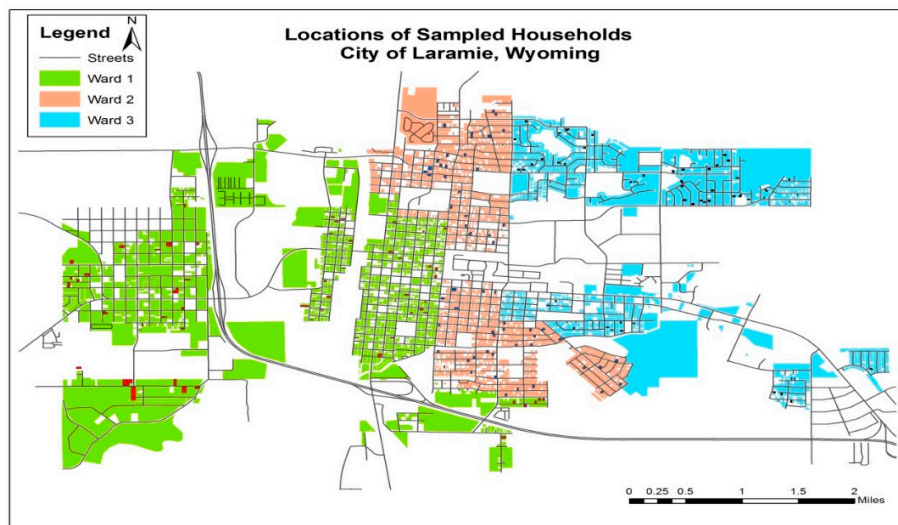 Legend
N
Streets
Ward 1
Ward 2
Ward 3
Locations of Sampled Households
City of Laramie, Wyoming
0 0.25 0.5 1 1.5 2
Miles